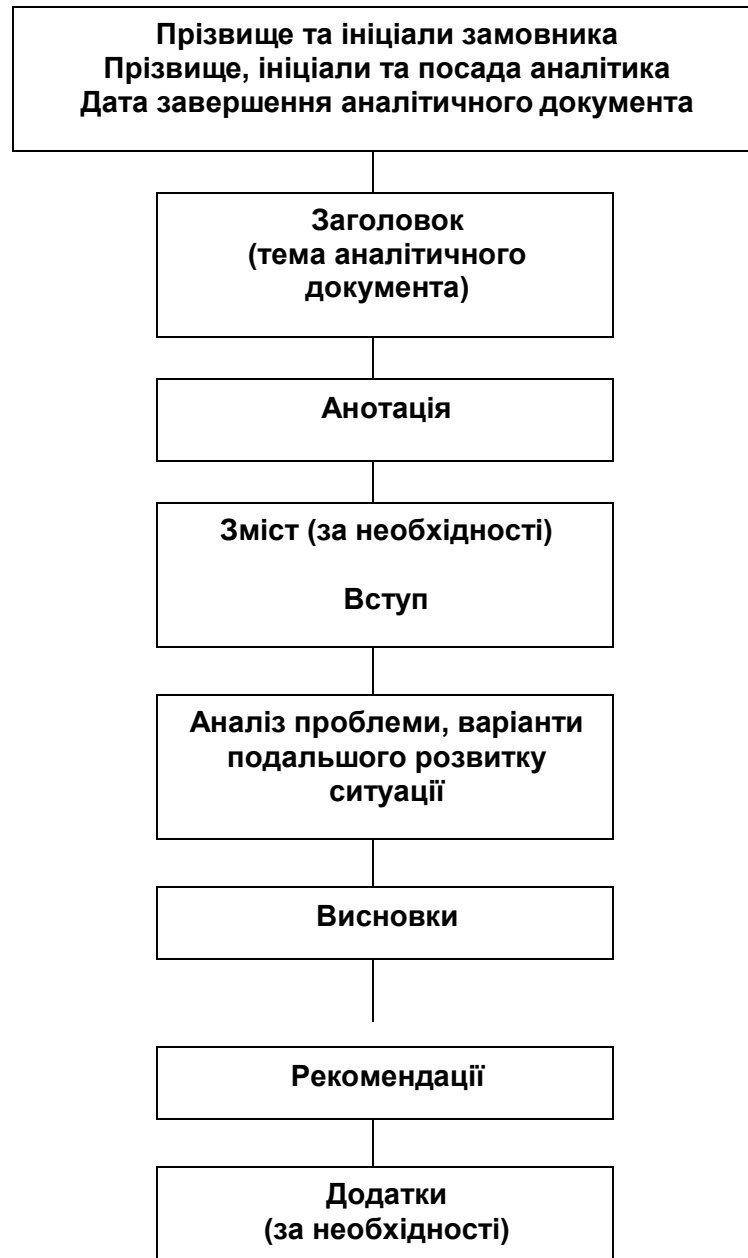 Прізвище та ініціали замовника
Прізвище, ініціали та посада аналітика
Дата завершення аналітичного документа
Заголовок
(тема аналітичного
документа)
Анотація
Зміст (за необхідності)
Вступ
Аналіз проблеми, варіанти
подальшого розвитку
ситуації
Висновки
Рекомендації
Додатки
(за необхідності)